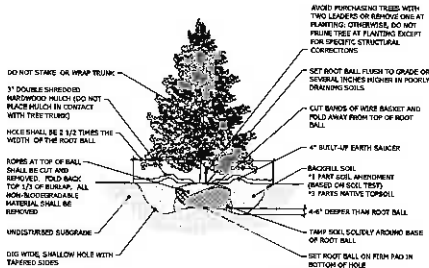 DO NOT STAKE OR WRAP TRUNK
3" DOUBLE SHREDDED
HARDWOOD MULCH (DO NOT
PLACE MULCH IN CONTACT
WITH TREE TRUNK)
HOLE SHALL BE 2 1/2 TIMES THE
WIDTH OF THE ROOT BALL
ROPES AT TOP OF BALL
SHALL BE CUT AND
REMOVED. FOLD BACK
TOP 1/3 OF BURLAP. ALL
NON-BIODEGRADABLE
MATERIAL SHALL BE
REMOVED
UNDISTURBED SUBGRADE
DIG WIDE, SHALLOW HOLE WITH
TAPERED SIDES
AVOID PURCHASING TREES WITH
TWO LEADERS OR REMOVE ONE AT
PLANTING; OTHERWISE, DO NOT
PRUNE TREE AT PLANTING EXCEPT
FOR SPECIFIC STRUCTURAL
CORRECTIONS
SET ROOT BALL FLUSH TO GRADE OR
SEVERAL INCHES HIGHER IN POORLY
DRAINING SOILS.
CUT BANDS OF WIRE BASKET AND
FOLD AWAY FROM TOP OF ROOT
BALL
4" BUILT-UP EARTH SAUCER
BACKFILL SOIL
*1 PART SOIL AMENDMENT
(BASED ON SOIL TEST)
*3 PARTS NATIVE TOPSOIL
4-6" DEEPER THAN ROOT BALL
TAMP SOIL SOLIDLY AROUND BASE
OF ROOT BALL
SET ROOT BALL ON FIRM PAD IN
BOTTOM OF HOLE